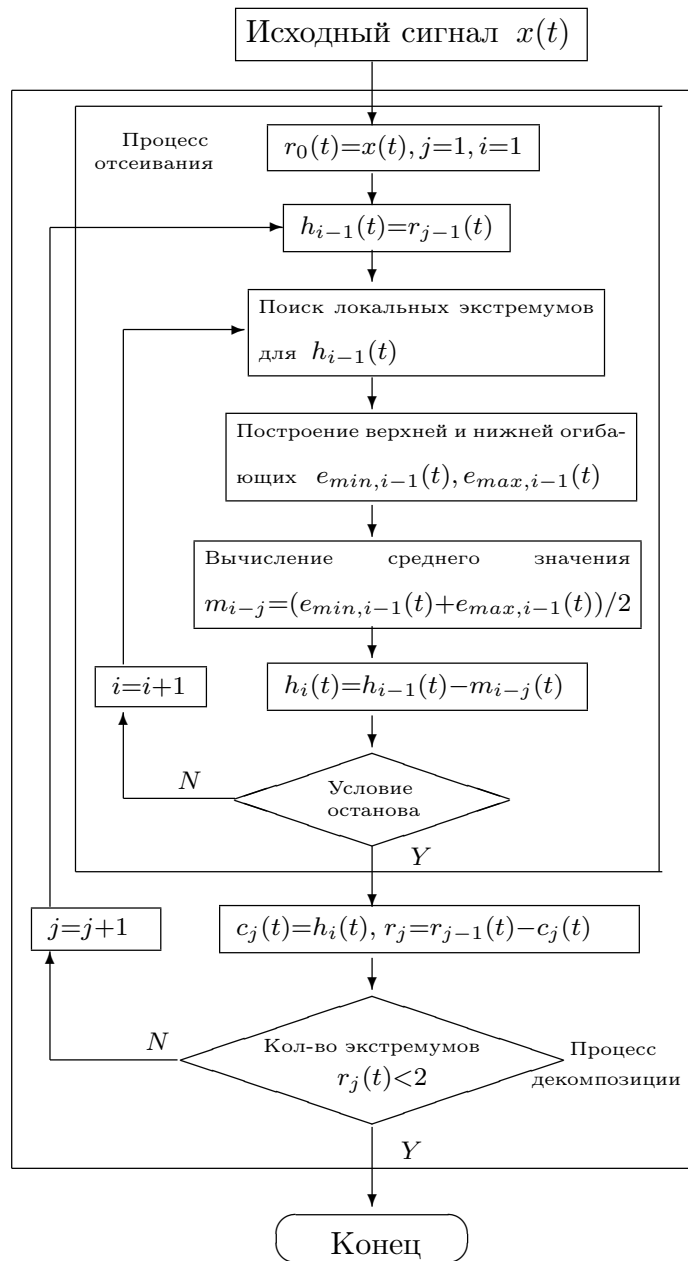 Исходный сигнал x(t)
Процесс
отсеивания
r_0(t)=x(t), j=1, i=1
h_{i−1}(t)=r_{j−1}(t)
Поиск локальных экстремумов
для h_{i−1}(t)
Построение верхней и нижней огиба-
ющих e_{min,i−1}(t), e_{max,i−1}(t)
Вычисление среднего значения
m_{i−j}=(e_{min,i−1}(t)+e_{max,i−1}(t))/2
i=i+1
h_i(t)=h_{i−1}(t)−m_{i−j}(t)
N
Условие
останова
Y
j=j+1
c_j(t)=h_i(t), r_j=r_{j−1}(t)−c_j(t)
N
Кол-во экстремумов
r_j(t)<2
Процесс
декомпозиции
Y
Конец